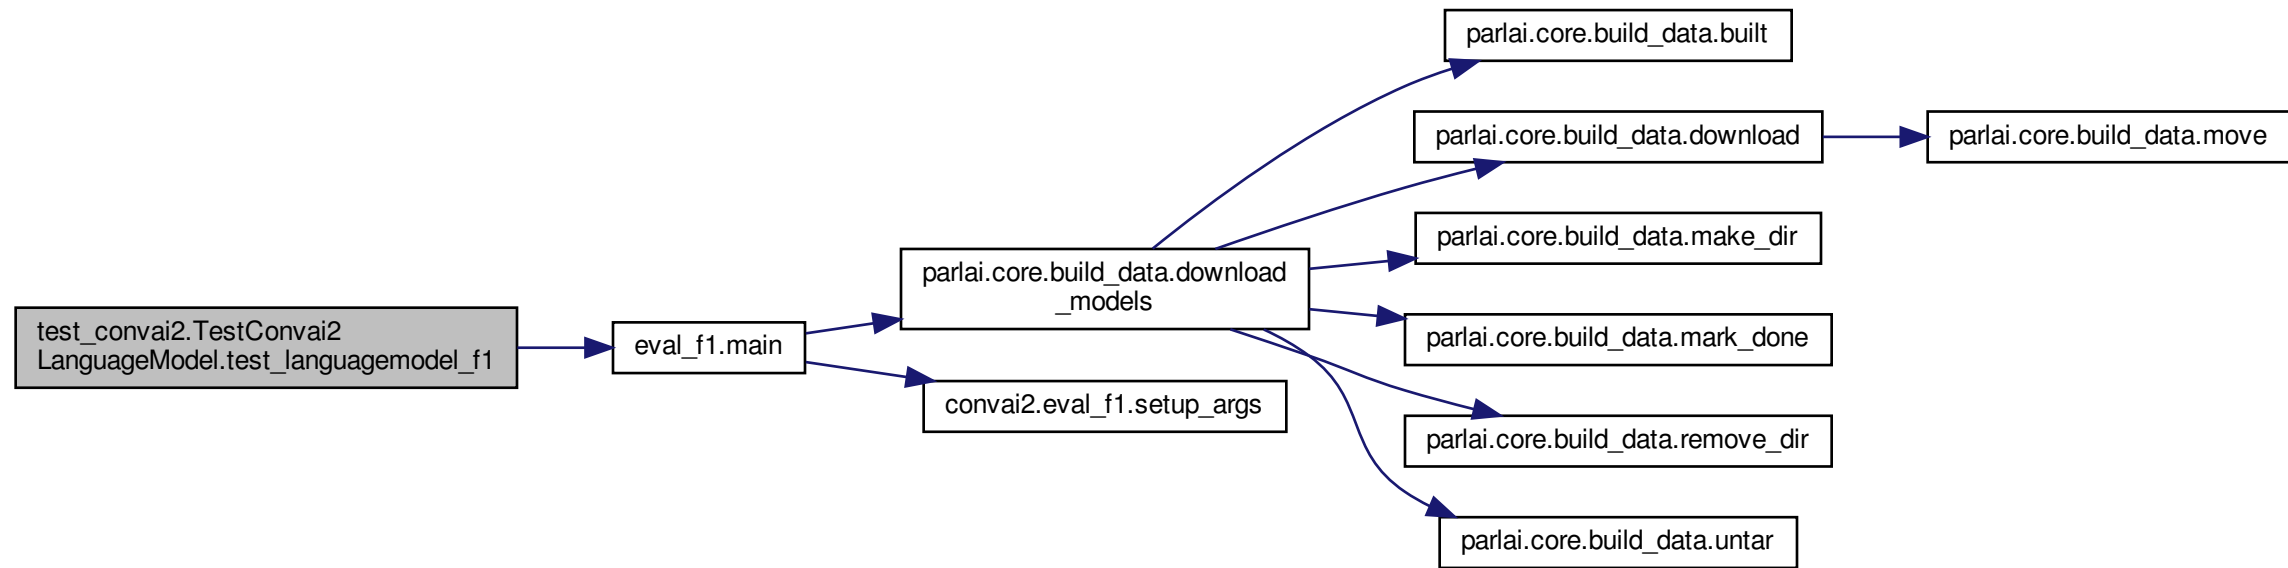 test_convai2.TestConvai2
LanguageModel.test_languagemodel_f1
eval_f1.main
parlai.core.build_data.download
_models
convai2.eval_f1.setup_args
parlai.core.build_data.built
parlai.core.build_data.download
parlai.core.build_data.move
parlai.core.build_data.make_dir
parlai.core.build_data.mark_done
parlai.core.build_data.remove_dir
parlai.core.build_data.untar